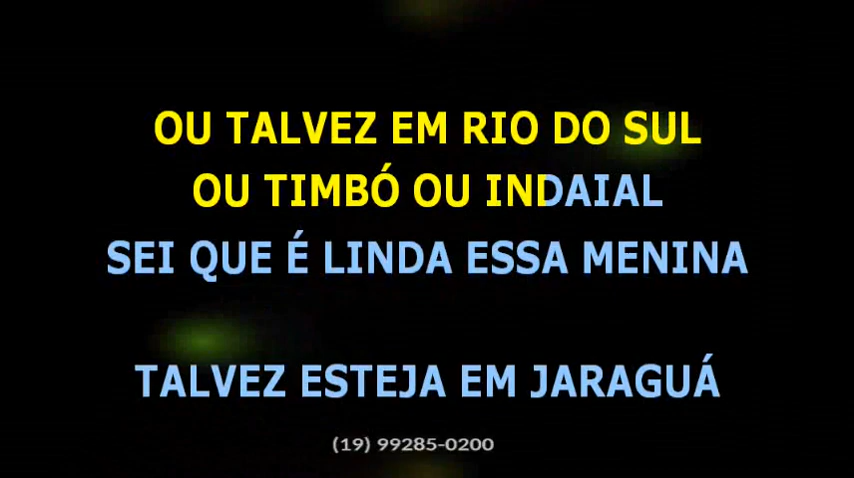 OU TALVEZ EM RIO DO SUL
OU TIMBÓ OU INDAIAL
SEI QUE É LINDA ESSA MENINA
TALVEZ ESTEJA EM JARAGUÁ
(19) 99285-0200